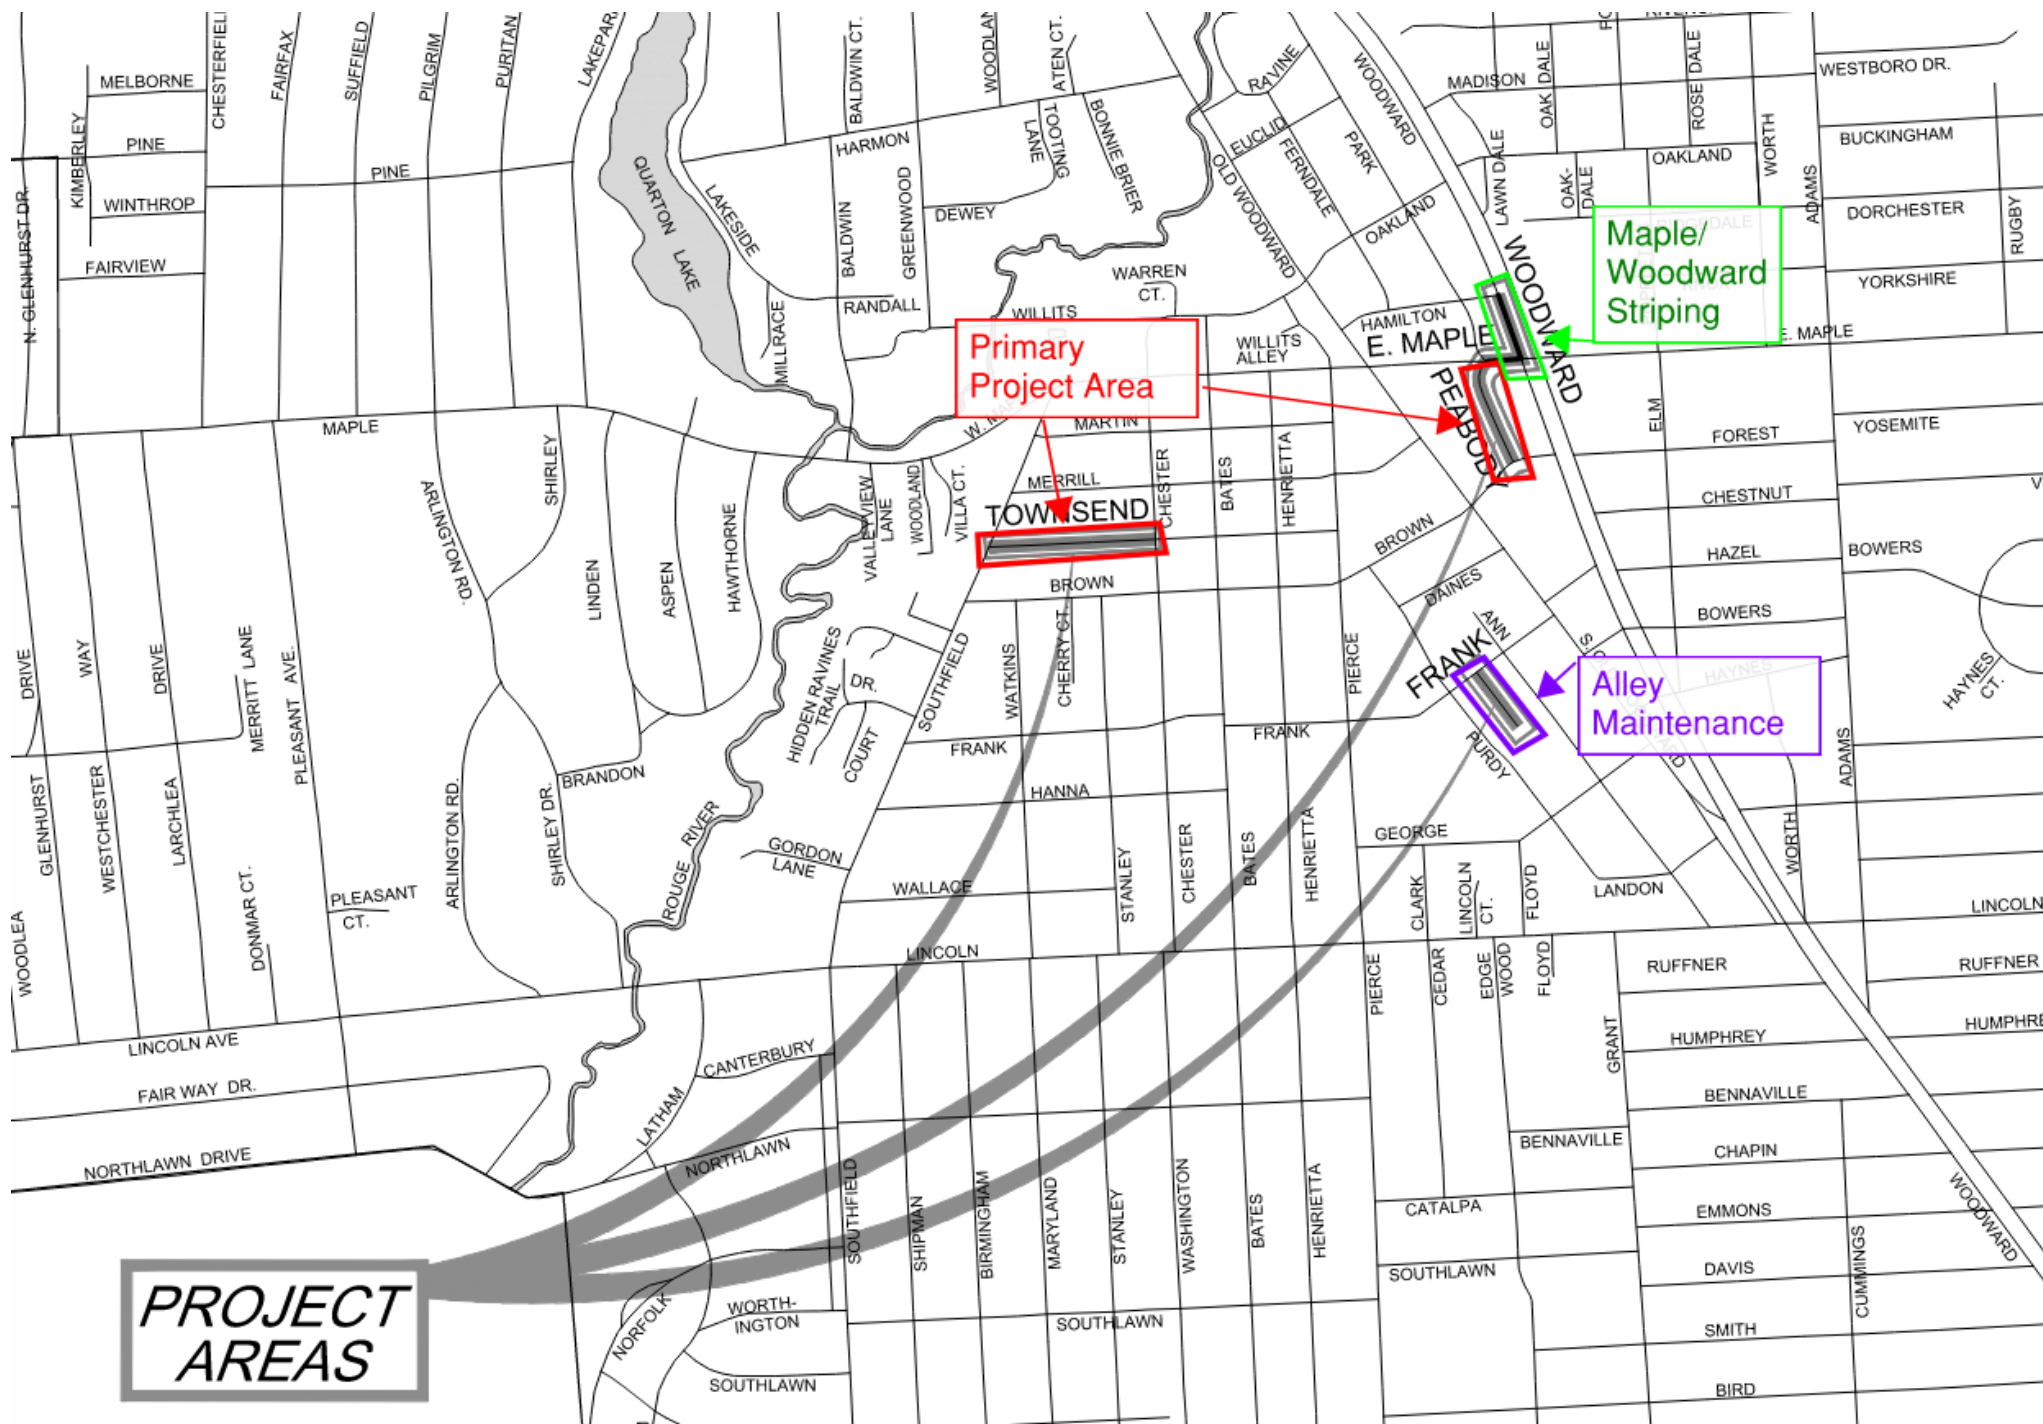 MELBORNE
PINE
WINTHROP
FAIRVIEW
KIMBERLEY
N. GLENHURST DR.
FAIRFAX
SUFFIELD
PILGRIM
PURITAN
PINE
QUARTON
LAKE
LAKESIDE
MILLRACE
BALDWIN CT.
HARMON
BALDWIN
GREENWOOD
RANDALL
DEWEY
ATEN CT.
TOOTING
LANE
BONNIE BRIER
WARREN
CT.
WILLITS
WILLITS
ALLEY
RAVINE
EUCLID
FERNDALE
PARK
OLD WOODWARD
OAKLAND
HAMILTON
WOODWARD
MADISON
LAWN DALE
OAK DALE
ROSE DALE
WORTH
ADAMS
OAKLAND
OAK-
DALE
WESTBORO DR.
BUCKINGHAM
DORCHESTER
YORKSHIRE
RUGBY
E. MAPLE
YOSEMITE
Maple/
Woodward
Striping
WOODWARD
E. MAPLE
PEABODY
Primary
Project Area
MARTIN
MERRILL
TOWNSEND
CHESTER
BATES
HENRIETTA
BROWN
BROWN
MAPLE
SHIRLEY
ARLINGTON RD.
LINDEN
ASPEN
HAWTHORNE
VALLEYVIEW
LANE
WOODLAND
VILLA CT.
ELM
FOREST
CHESTNUT
HAZEL
BOWERS
BOWERS
HAYNES
HAYNES
CT.
DAINES
ANN
FRANK
PURDY
Alley
Maintenance
PIERCE
DRIVE
WAY
DRIVE
MERRITT LANE
PLEASANT AVE.
HIDDEN RAVINES
TRAIL
DR.
COURT
SOUTHFIELD
WATKINS
CHERRY CT.
FRANK
FRANK
HANNA
GLENHURST
WESTCHESTER
LARCHLEA
ARLINGTON RD.
SHIRLEY DR.
BRANDON
ROUGE RIVER
GORDON
LANE
WALLACE
STANLEY
CHESTER
BATES
HENRIETTA
GEORGE
CLARK
LINCOLN
CT.
FLOYD
LANDON
WORTH
ADAMS
WOODLEA
DONMAR CT.
PLEASANT
CT.
LINCOLN
LINCOLN
PIERCE
CEDAR
EDGE
WOOD
FLOYD
RUFFNER
RUFFNER
GRANT
HUMPHREY
BENNAVILLE
BENNAVILLE
CHAPIN
LINCOLN AVE
FAIR WAY DR.
NORTHLAWN DRIVE
CANTERBURY
LATHAM
NORTHLAWN
SOUTHFIELD
SHIPMAN
BIRMINGHAM
MARYLAND
STANLEY
WASHINGTON
BATES
HENRIETTA
CATALPA
EMMONS
WOODWARD
SOUTHLAWN
DAVIS
CUMMINGS
SMITH
BIRD
PROJECT
AREAS
NORFOLK
WORTH-
INGTON
SOUTHLAWN
SOUTHLAWN